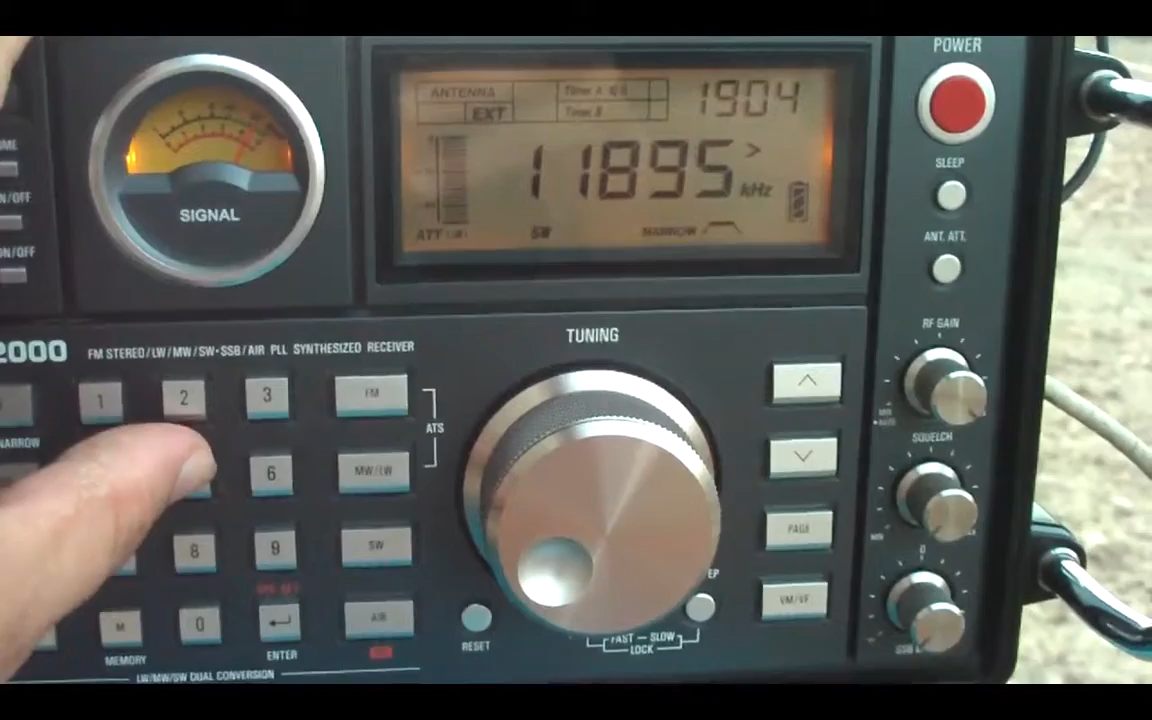 POWER
ANTENNA
EXT
Timer A
Timer B
1904
11895 kHz
ATT
SW
NARROW
SIGNAL
ON/OFF
SLEEP
ANT. ATT.
2000
FM STEREO/LW/MW/SW-SSB/AIR PLL SYNTHESIZED RECEIVER
TUNING
RF GAIN
1
2
3
FM
ATS
NARROW
SQUELCH
6
MW/LW
MIN
8
9
SW
PAGE
M
0
ENTER
AIR
VM/VF
RESET
FAST — SLOW
LOCK
MEMORY
LW/MW/SW DUAL CONVERSION